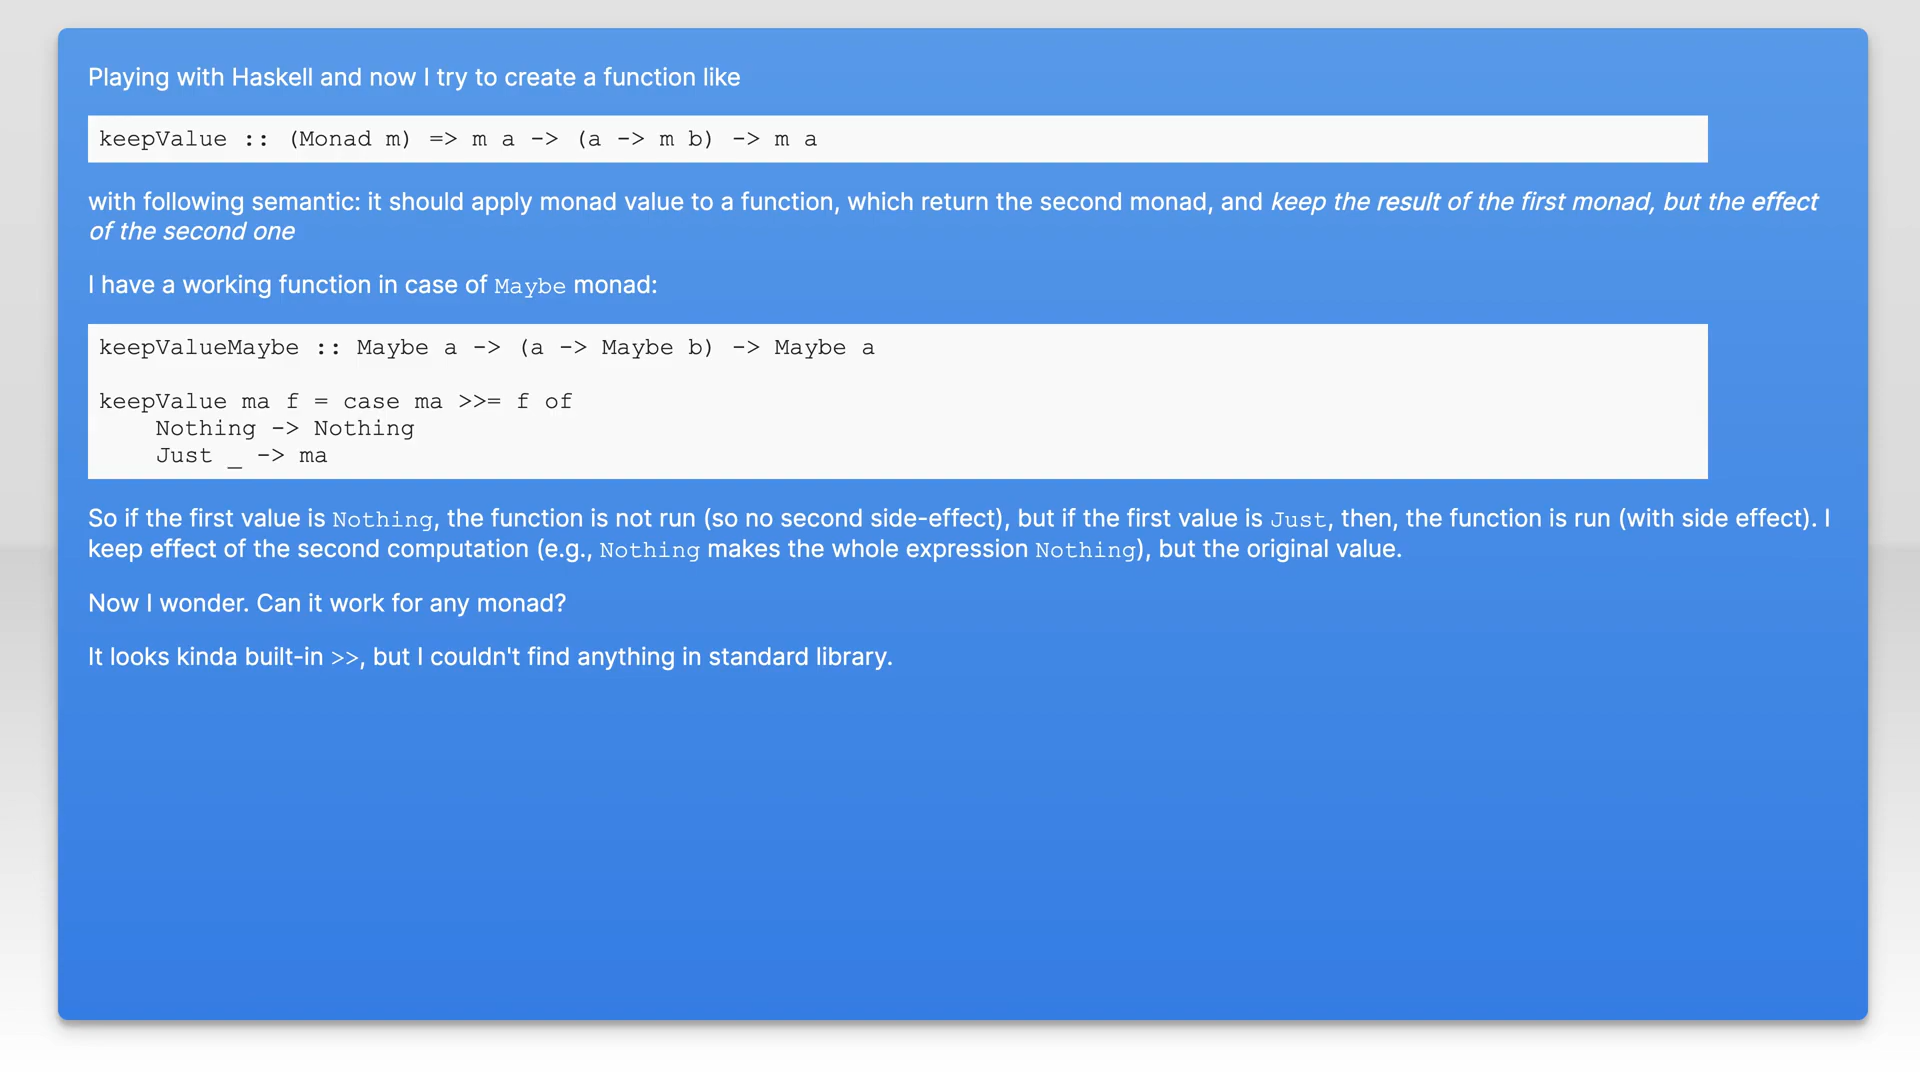 Playing with Haskell and now I try to create a function like
keepValue :: (Monad m) => m a -> (a -> m b) -> m a
with following semantic: it should apply monad value to a function, which return the second monad, and keep the result of the first monad, but the effect
of the second one
I have a working function in case of Maybe monad:
keepValueMaybe :: Maybe a -> (a -> Maybe b) -> Maybe a
keepValue ma f = case ma >>= f of
    Nothing -> Nothing
    Just _ -> ma
So if the first value is Nothing, the function is not run (so no second side-effect), but if the first value is Just, then, the function is run (with side effect). I
keep effect of the second computation (e.g., Nothing makes the whole expression Nothing), but the original value.
Now I wonder. Can it work for any monad?
It looks kinda built-in >>, but I couldn't find anything in standard library.